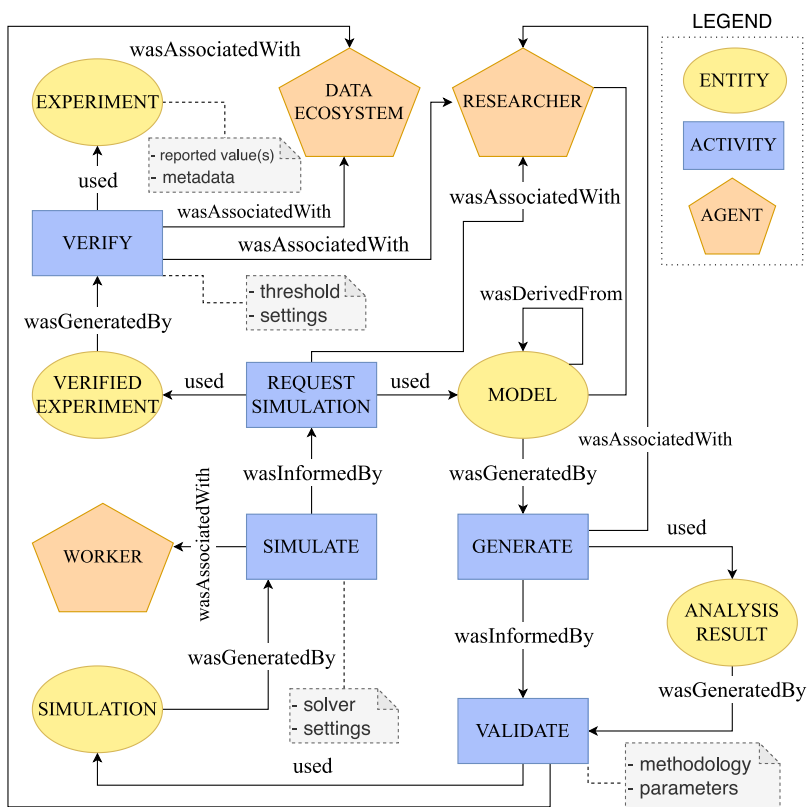 LEGEND
wasAssociatedWith
EXPERIMENT
DATA
ECOSYSTEM
RESEARCHER
ENTITY
ACTIVITY
AGENT
- reported value(s)
- metadata
used
wasAssociatedWith
wasAssociatedWith
wasAssociatedWith
VERIFY
- threshold
- settings
wasDerivedFrom
wasGeneratedBy
VERIFIED
EXPERIMENT
used
REQUEST
SIMULATION
used
MODEL
wasAssociatedWith
wasInformedBy
wasGeneratedBy
wasAssociatedWith
WORKER
SIMULATE
GENERATE
used
ANALYSIS
RESULT
wasInformedBy
wasGeneratedBy
wasGeneratedBy
SIMULATION
- solver
- settings
VALIDATE
used
- methodology
- parameters